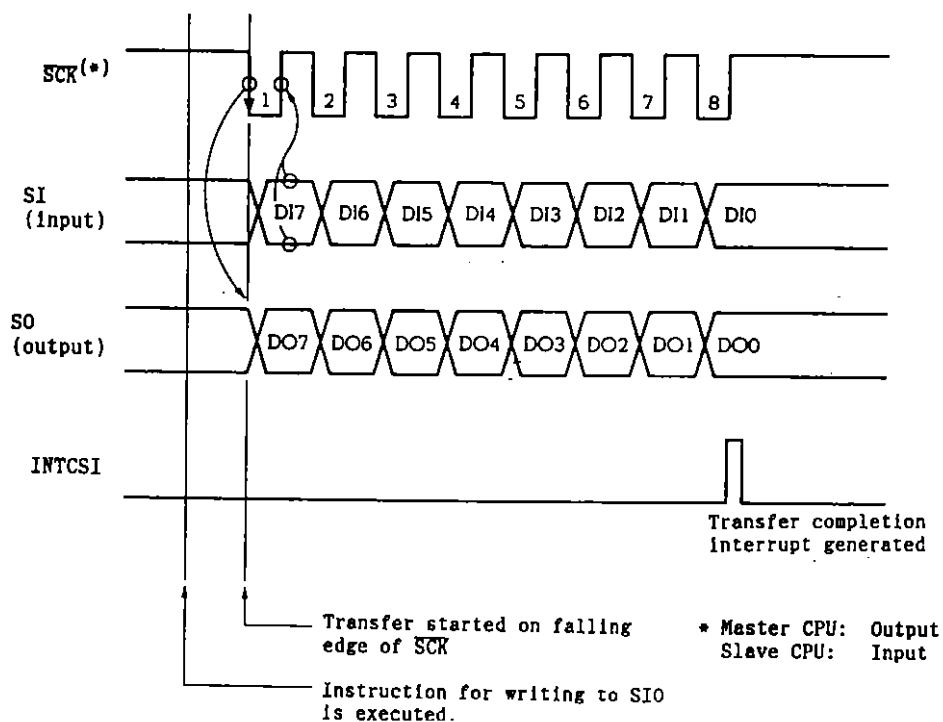 SCK(*)
1 2 3 4 5 6 7 8
SI
(input)
DI7 DI6 DI5 DI4 DI3 DI2 DI1 DI0
SO
(output)
DO7 DO6 DO5 DO4 DO3 DO2 DO1 DO0
INTCSI
Transfer completion
interrupt generated
Transfer started on falling
edge of SCK
* Master CPU: Output
Slave CPU: Input
Instruction for writing to SIO
is executed.